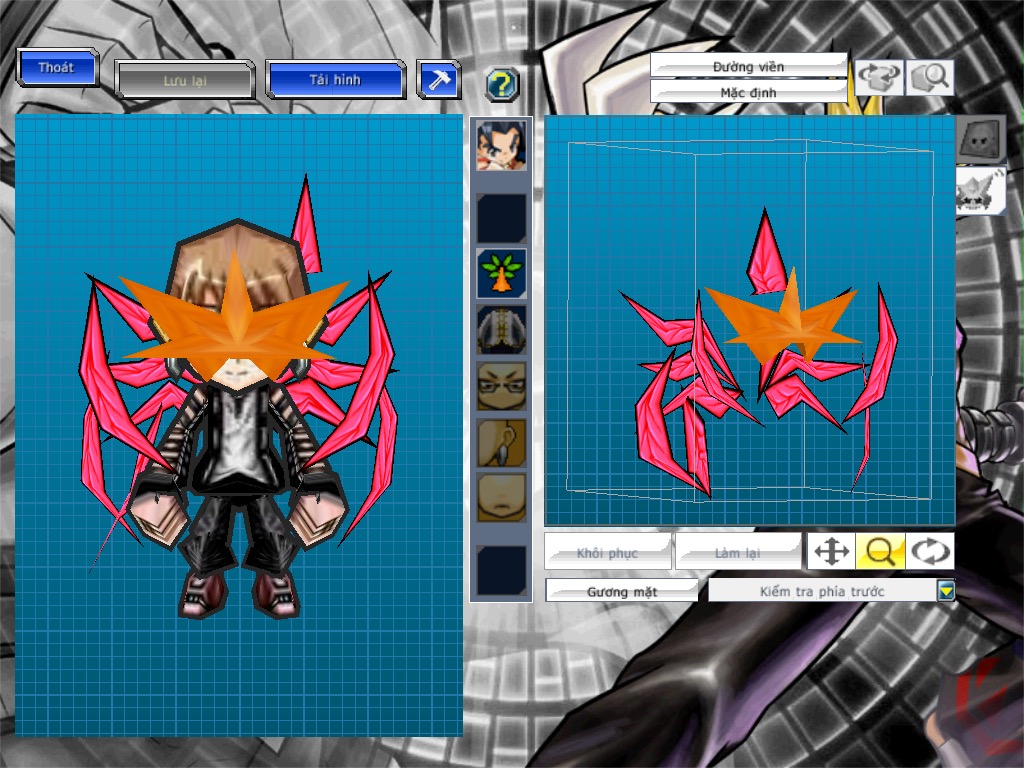 Thoát
Lưu lại
Tải hình
?
Đường viền
Mặc định
Khôi phục
Làm lại
Gương mặt
Kiểm tra phía trước